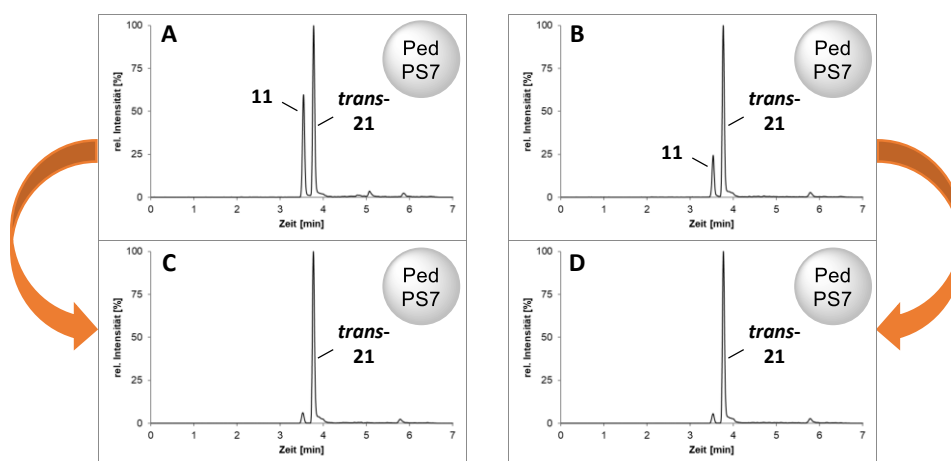 A
Ped
PS7
rel. Intensität [%]
100
75
50
25
0
11
trans-
21
0 1 2 3 4 5 6 7
Zeit [min]
B
Ped
PS7
rel. Intensität [%]
100
75
50
25
0
11
trans-
21
0 1 2 3 4 5 6 7
Zeit [min]
C
Ped
PS7
rel. Intensität [%]
100
75
50
25
0
trans-
21
0 1 2 3 4 5 6 7
Zeit [min]
D
Ped
PS7
rel. Intensität [%]
100
75
50
25
0
trans-
21
0 1 2 3 4 5 6 7
Zeit [min]